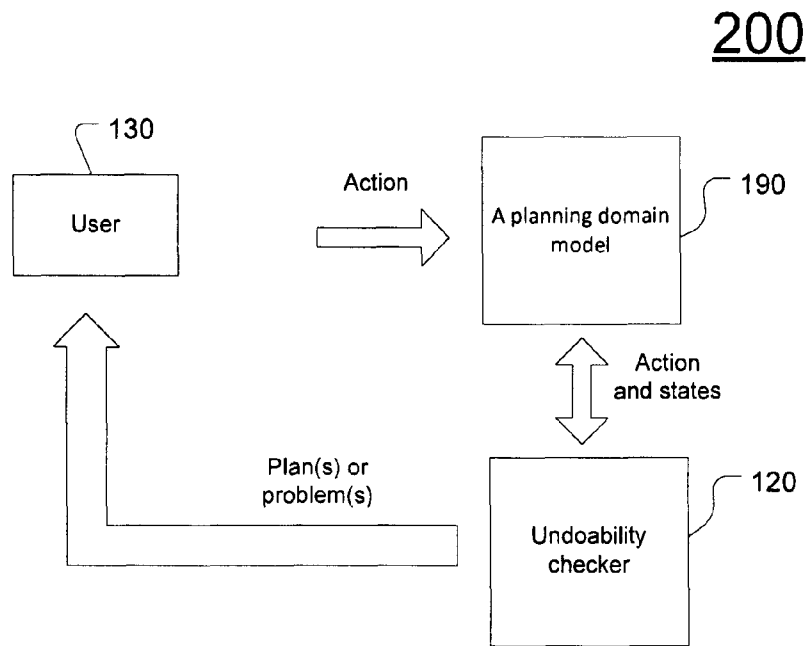 200
130
User
Action
190
A planning domain
model
Action
and states
Plan(s) or
problem(s)
120
Undoability
checker